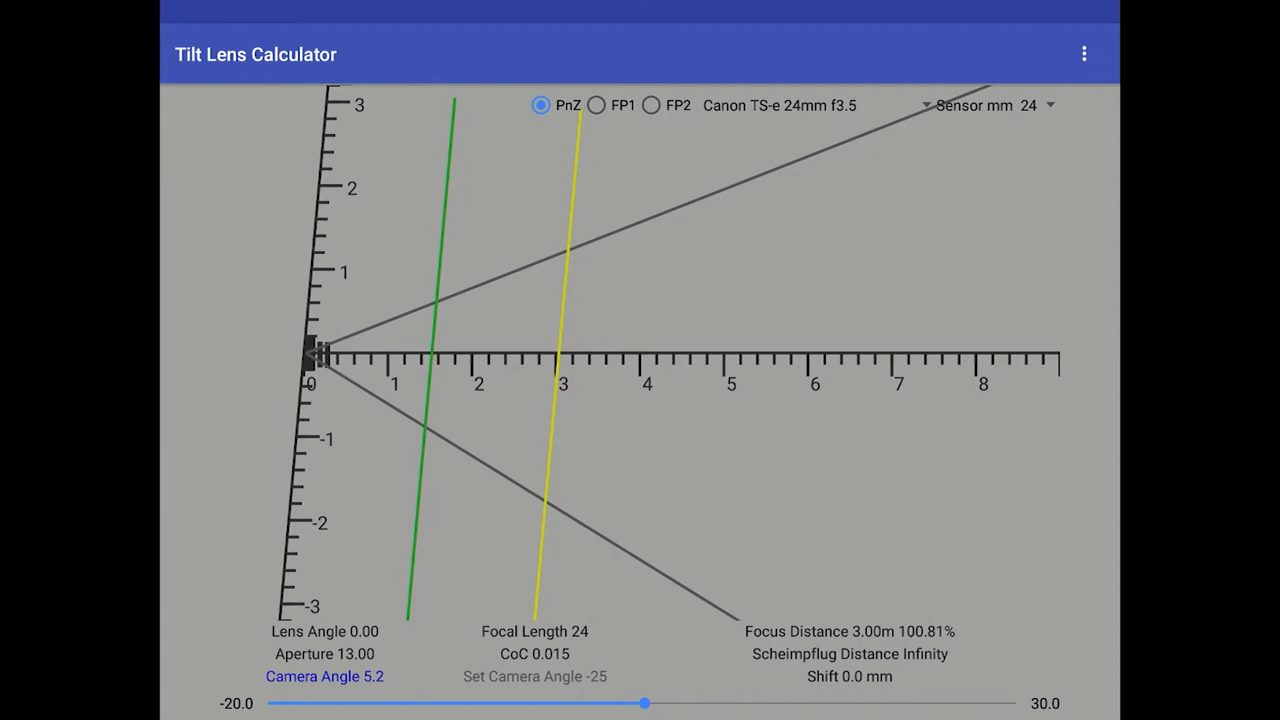 Tilt Lens Calculator
PnZ FP1 FP2 Canon TS-e 24mm f3.5 Sensor mm 24
3
2
1
0 1 2 3 4 5 6 7 8
-1
-2
-3
Lens Angle 0.00 Focal Length 24 Focus Distance 3.00m 100.81%
Aperture 13.00 CoC 0.015 Scheimpflug Distance Infinity
Camera Angle 5.2 Set Camera Angle -25 Shift 0.0 mm
-20.0 30.0